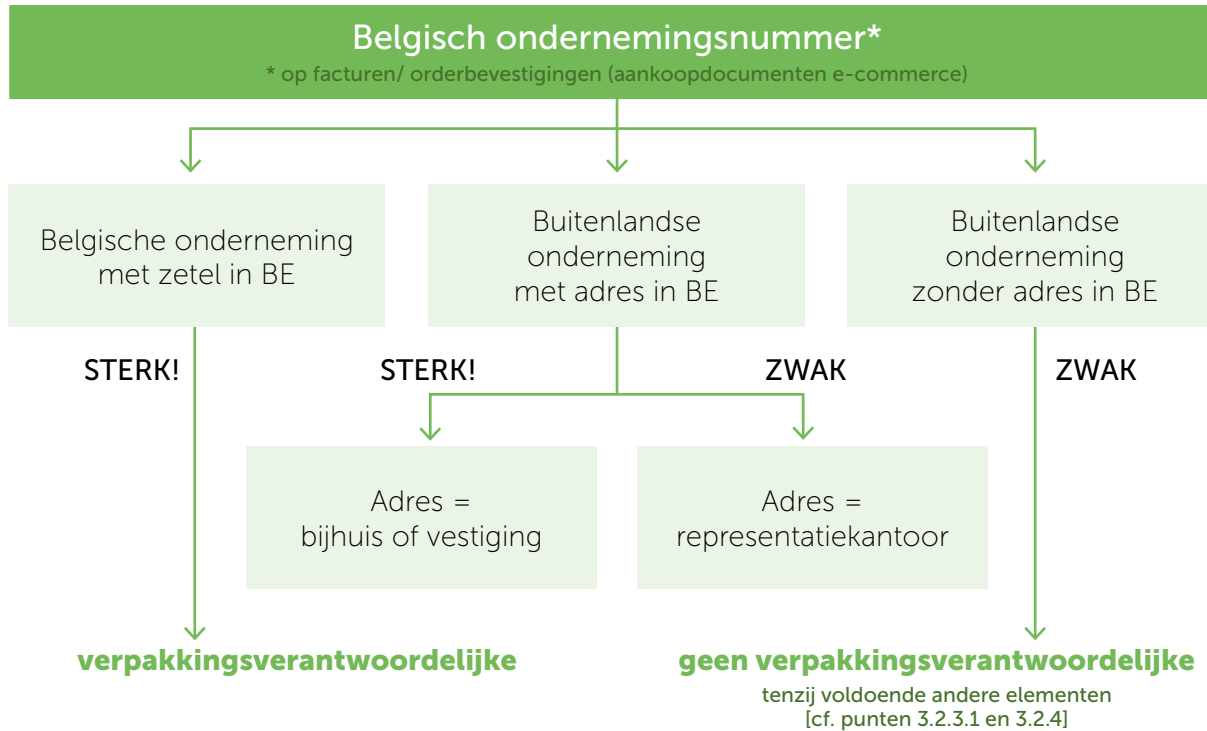 Belgisch ondernemingsnummer*
* op facturen/ orderbevestigingen (aankoopdocumenten e-commerce)
Belgische onderneming
met zetel in BE
Buitenlandse
onderneming
met adres in BE
Buitenlandse
onderneming
zonder adres in BE
STERK!
STERK!
ZWAK
ZWAK
Adres =
bijhuis of vestiging
Adres =
representatiekantoor
verpakkingsverantwoordelijke
geen verpakkingsverantwoordelijke
tenzij voldoende andere elementen
[cf. punten 3.2.3.1 en 3.2.4]